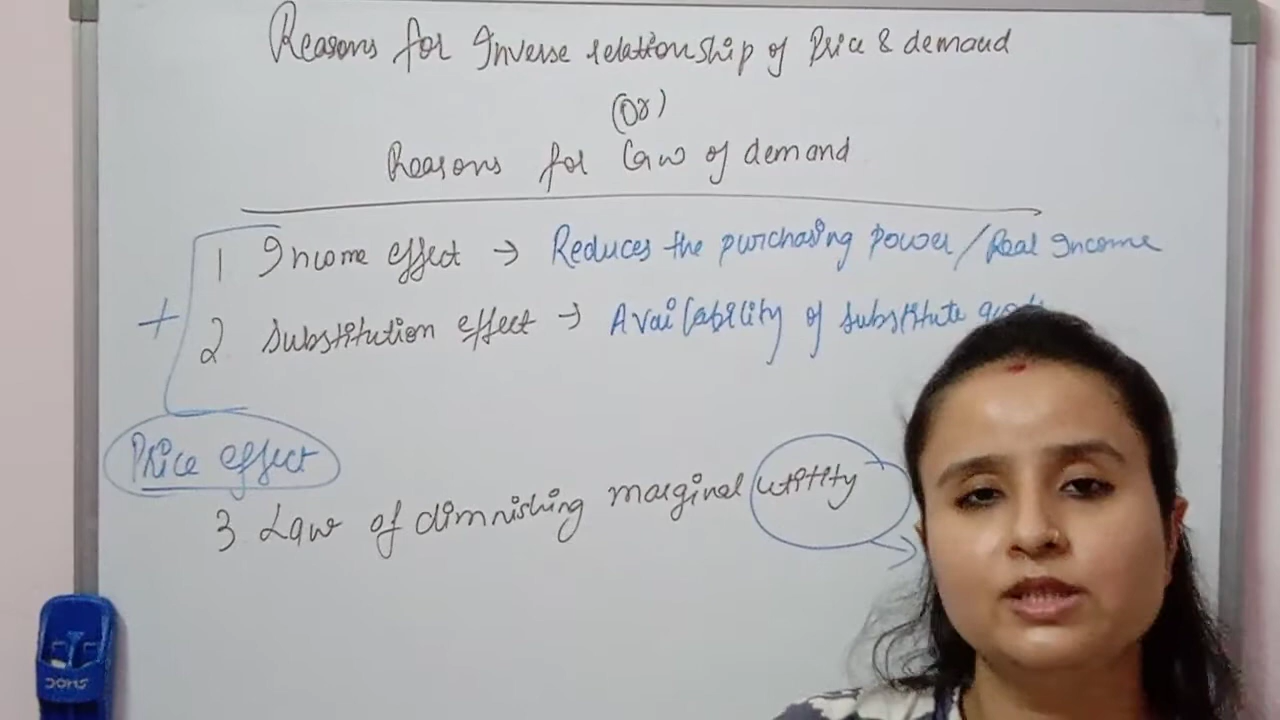 Reasons for Inverse relationship of Price & demand
(Or)
Reasons for Law of demand
1 Income effect → Reduces the purchasing power / Real Income
+
2 Substitution effect → Availability of substitute
Price effect
3 Law of diminishing marginal utility
DOMS